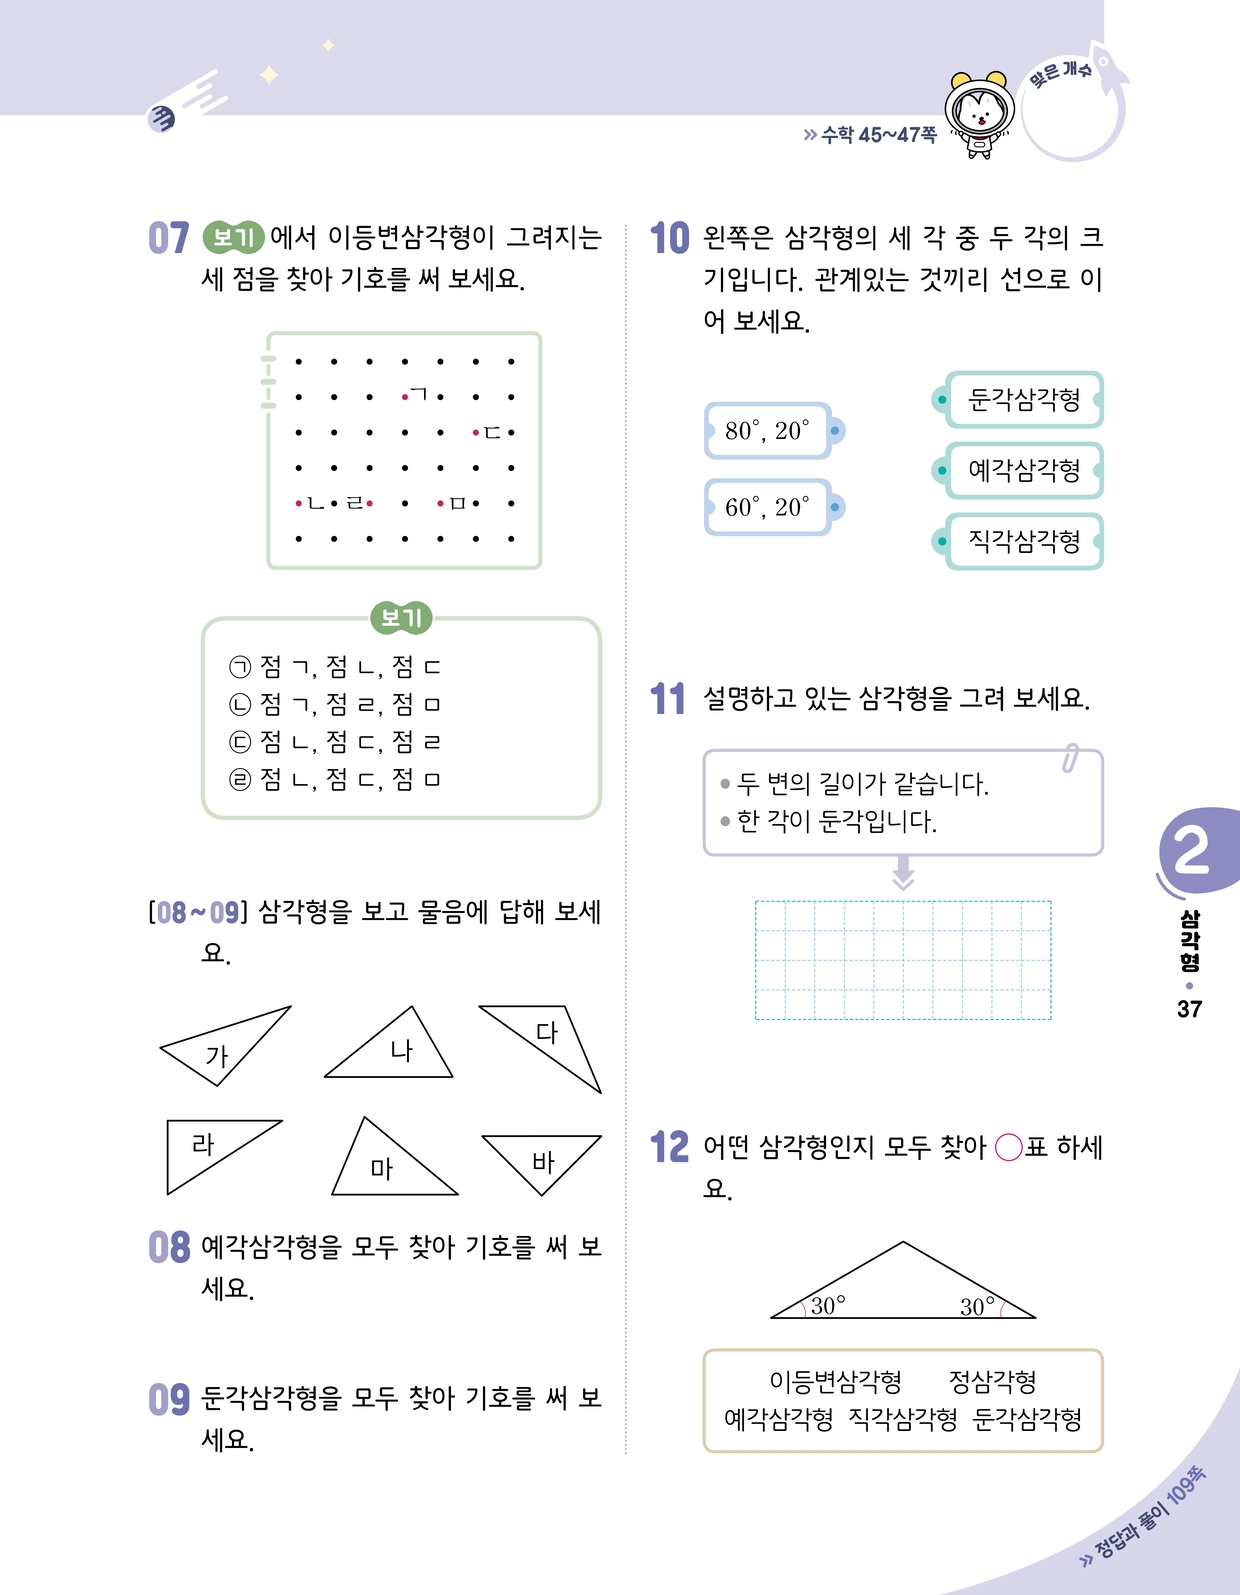 맞은 개수
» 수학 45~47쪽
07 보기 에서 이등변삼각형이 그려지는
세 점을 찾아 기호를 써 보세요.
ㄱ
ㄷ
ㄴ ㄹ ㅁ
보기
㉠ 점 ㄱ, 점 ㄴ, 점 ㄷ
㉡ 점 ㄱ, 점 ㄹ, 점 ㅁ
㉢ 점 ㄴ, 점 ㄷ, 점 ㄹ
㉣ 점 ㄴ, 점 ㄷ, 점 ㅁ
[08~09] 삼각형을 보고 물음에 답해 보세
요.
가 나 다
라 마 바
08 예각삼각형을 모두 찾아 기호를 써 보
세요.
09 둔각삼각형을 모두 찾아 기호를 써 보
세요.
10 왼쪽은 삼각형의 세 각 중 두 각의 크
기입니다. 관계있는 것끼리 선으로 이
어 보세요.
80°, 20°
60°, 20°
둔각삼각형
예각삼각형
직각삼각형
11 설명하고 있는 삼각형을 그려 보세요.
• 두 변의 길이가 같습니다.
• 한 각이 둔각입니다.
12 어떤 삼각형인지 모두 찾아 ◯표 하세
요.
30° 30°
이등변삼각형 정삼각형
예각삼각형 직각삼각형 둔각삼각형
2
삼각형 • 37
» 정답과 풀이 109쪽